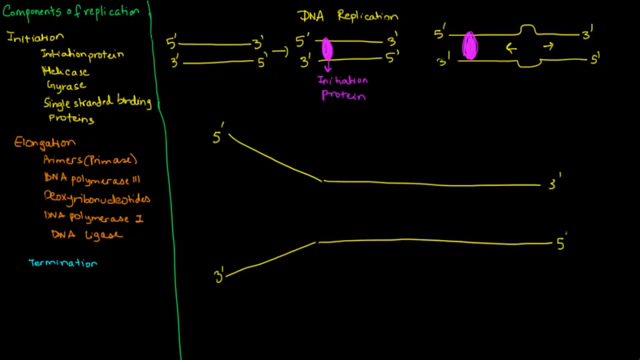 Components of replication
Initiation
Initiation protein
Helicase
Gyrase
Single stranded binding
Proteins
Elongation
Primers (Primase)
DNA polymerase III
Deoxyribonucleotides
DNA polymerase I
DNA Ligase
Termination
DNA Replication
5' 3'
3' 5'
5' 3'
3' 5'
Initiation
Protein
5' 3'
3' 5'
5'
3'
5'
3'